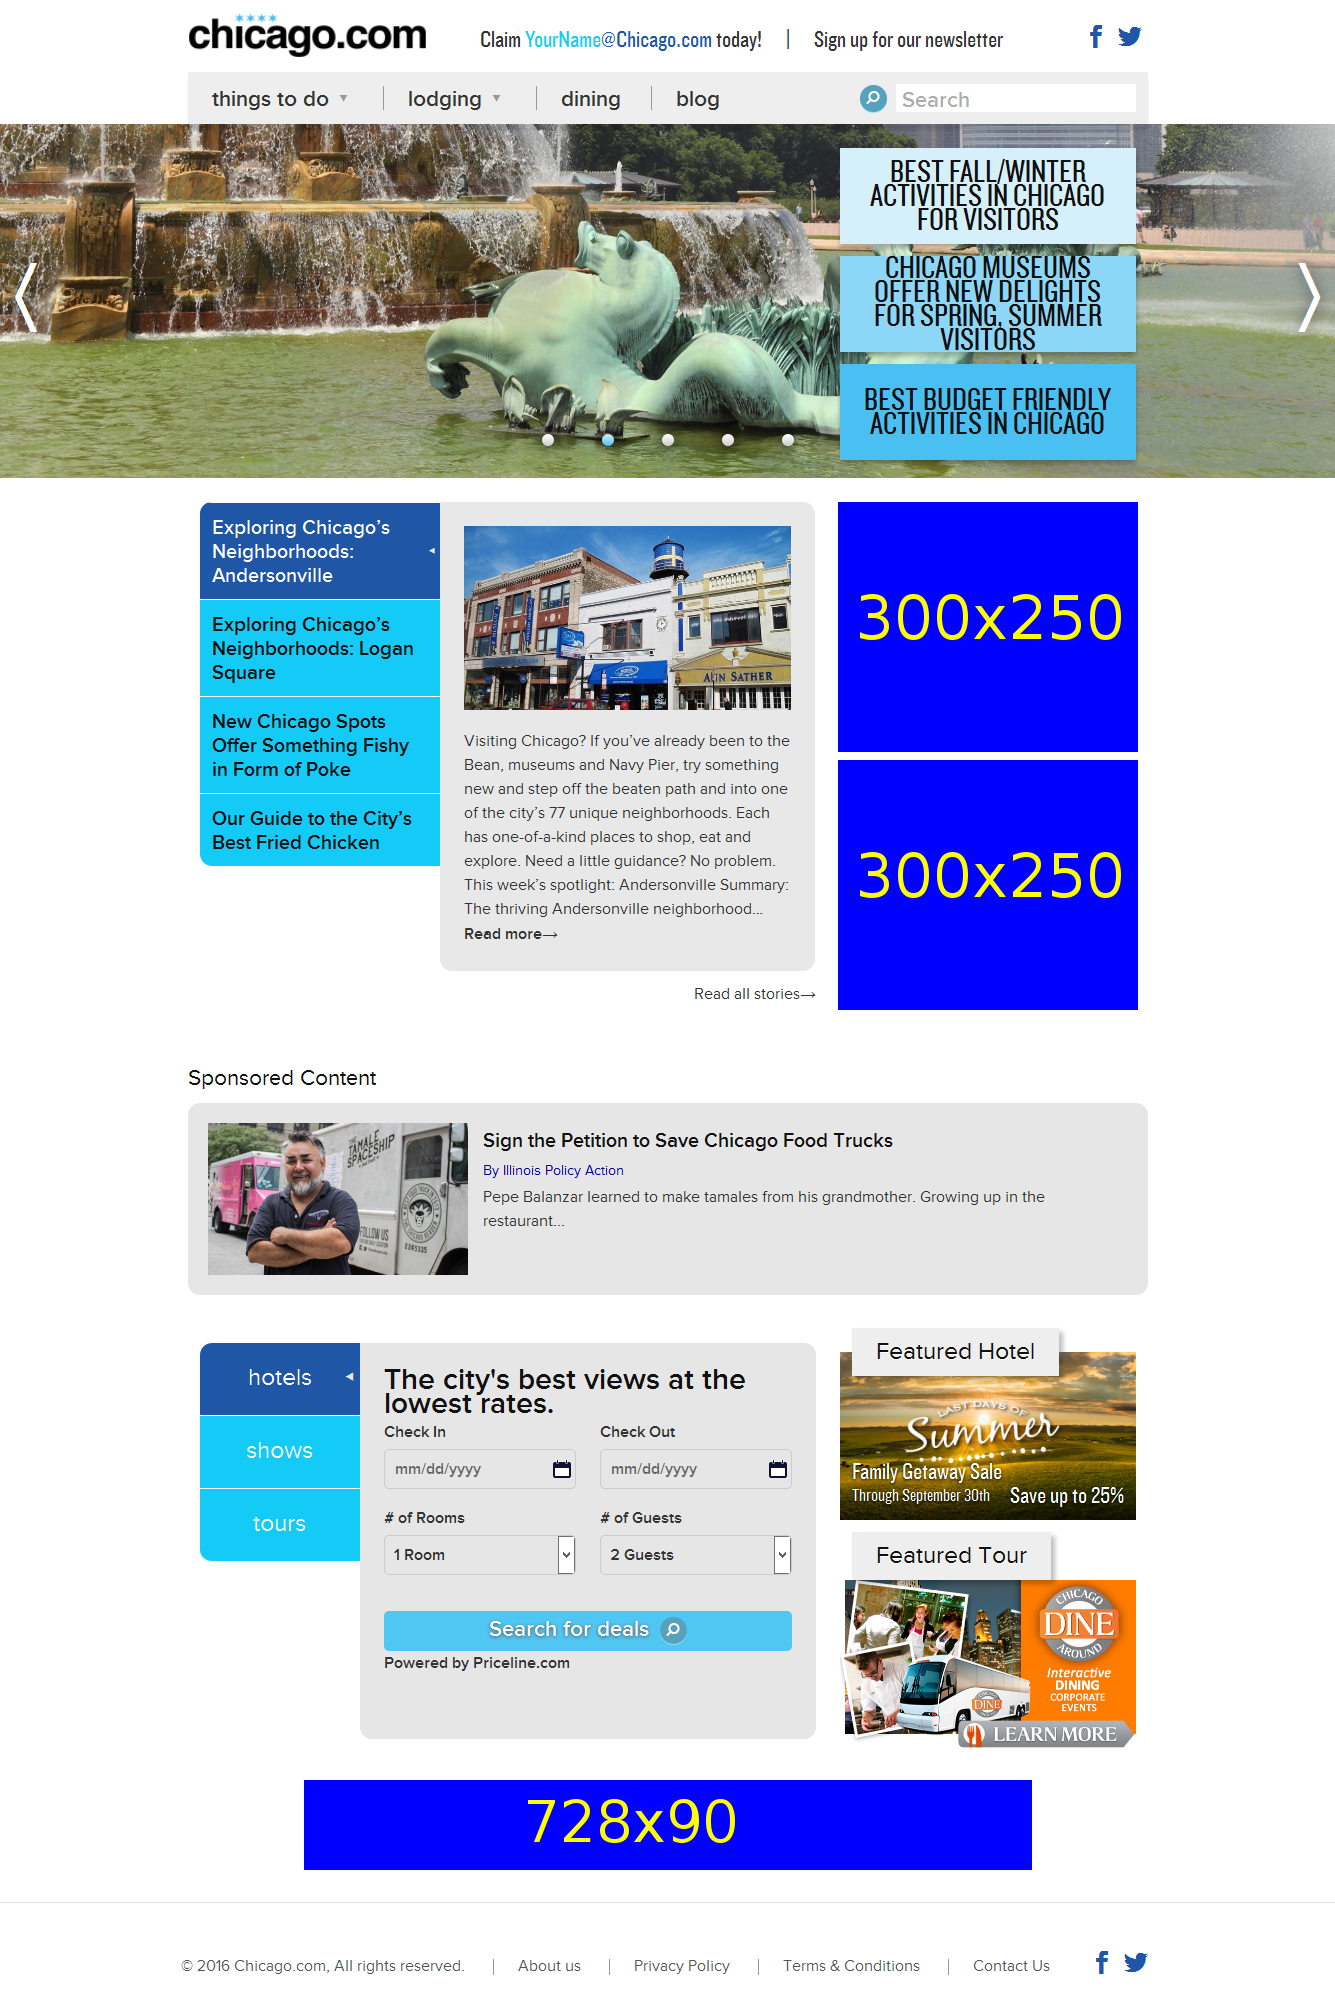 chicago.com
Claim YourName@Chicago.com today!
Sign up for our newsletter
things to do
lodging
dining
blog
Search
BEST FALL/WINTER
ACTIVITIES IN CHICAGO
FOR VISITORS
CHICAGO MUSEUMS
OFFER NEW DELIGHTS
FOR SPRING, SUMMER
VISITORS
BEST BUDGET FRIENDLY
ACTIVITIES IN CHICAGO
Exploring Chicago’s
Neighborhoods:
Andersonville
Exploring Chicago’s
Neighborhoods: Logan
Square
New Chicago Spots
Offer Something Fishy
in Form of Poke
Our Guide to the City’s
Best Fried Chicken
ANN SATHER
Visiting Chicago? If you’ve already been to the
Bean, museums and Navy Pier, try something
new and step off the beaten path and into one
of the city’s 77 unique neighborhoods. Each
has one-of-a-kind places to shop, eat and
explore. Need a little guidance? No problem.
This week’s spotlight: Andersonville Summary:
The thriving Andersonville neighborhood...
Read more→
Read all stories→
300x250
300x250
Sponsored Content
THE
TAMALE
SPACESHIP
FOLLOW US
Sign the Petition to Save Chicago Food Trucks
By Illinois Policy Action
Pepe Balanzar learned to make tamales from his grandmother. Growing up in the
restaurant...
hotels
shows
tours
The city's best views at the
lowest rates.
Check In
Check Out
mm/dd/yyyy
mm/dd/yyyy
# of Rooms
# of Guests
1 Room
2 Guests
Search for deals
Powered by Priceline.com
Featured Hotel
LAST DAYS OF
Summer
Family Getaway Sale
Through September 30th
Save up to 25%
Featured Tour
CHICAGO
DINE
AROUND
Interactive
DINING
CORPORATE
EVENTS
DINE
LEARN MORE
728x90
© 2016 Chicago.com, All rights reserved.
About us
Privacy Policy
Terms & Conditions
Contact Us